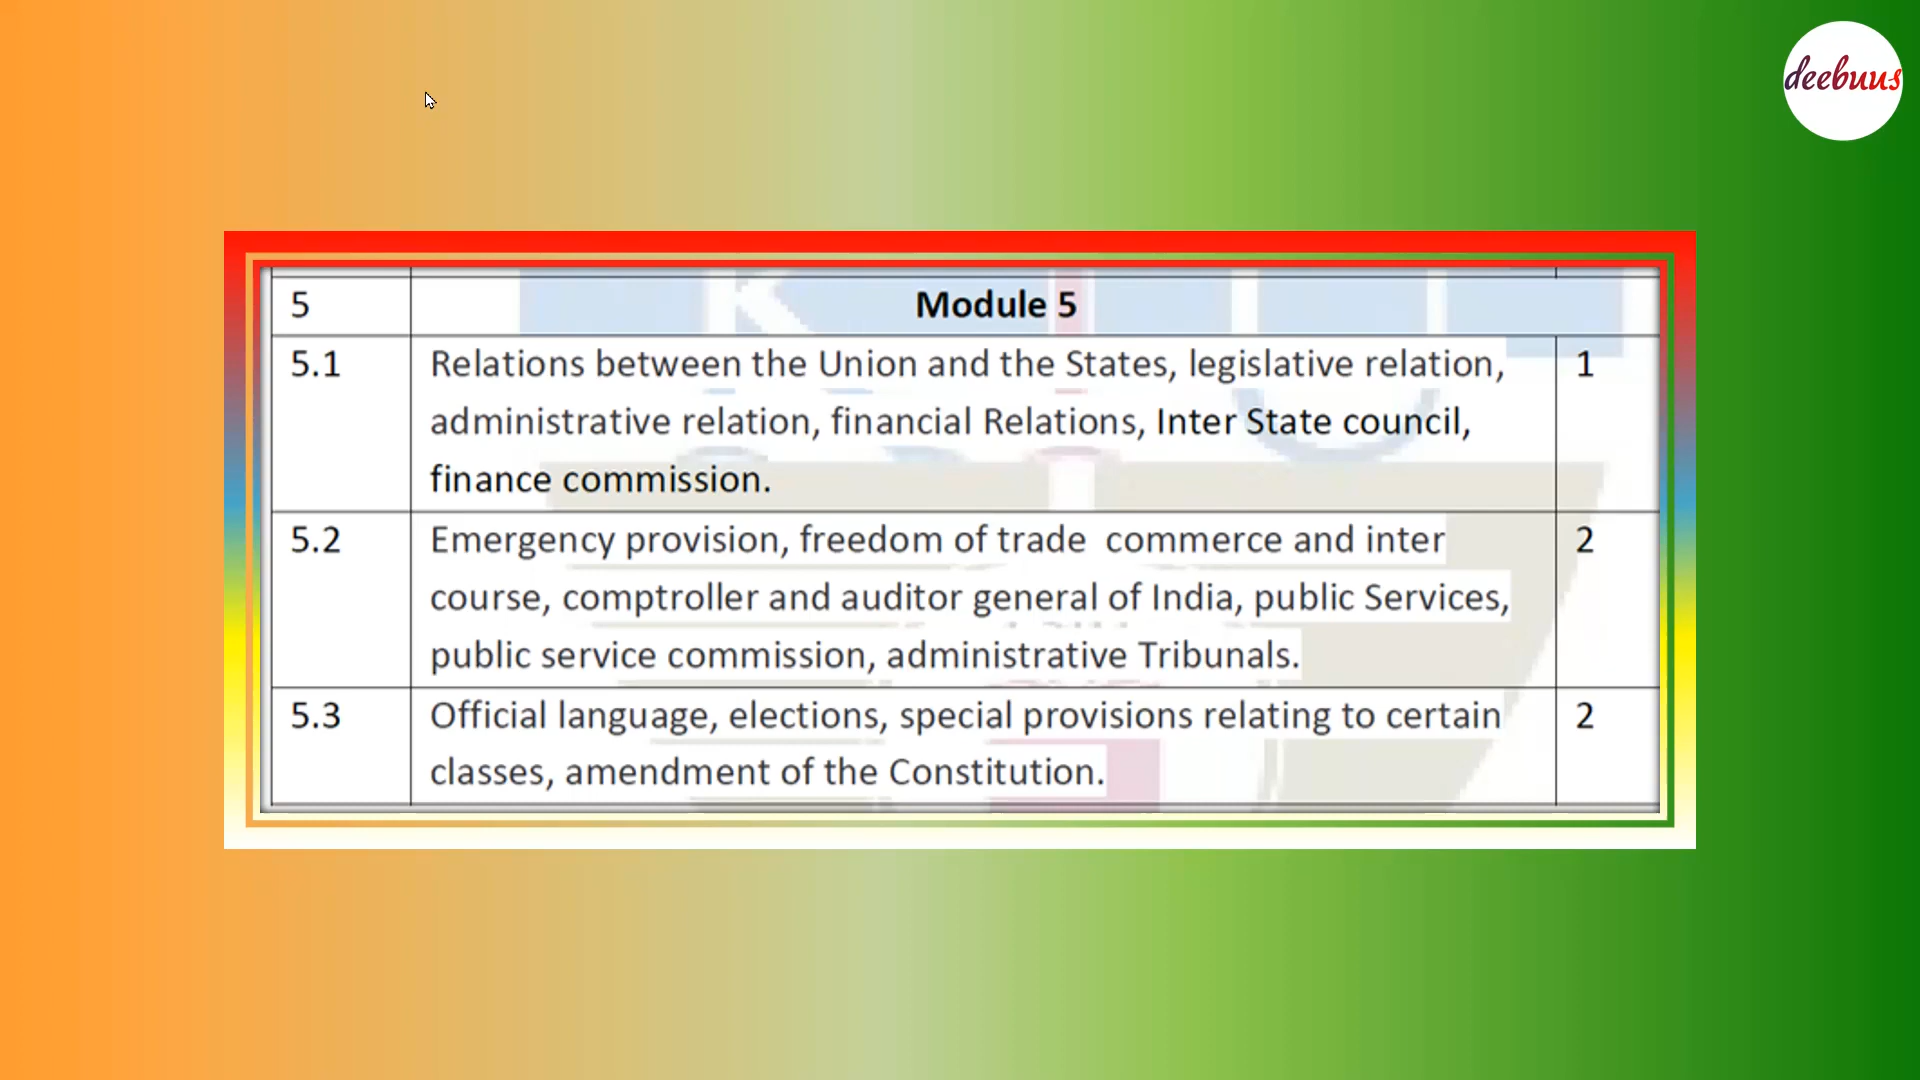 deebuus
5 Module 5
5.1 Relations between the Union and the States, legislative relation, 1
administrative relation, financial Relations, Inter State council,
finance commission.
5.2 Emergency provision, freedom of trade commerce and inter 2
course, comptroller and auditor general of India, public Services,
public service commission, administrative Tribunals.
5.3 Official language, elections, special provisions relating to certain 2
classes, amendment of the Constitution.